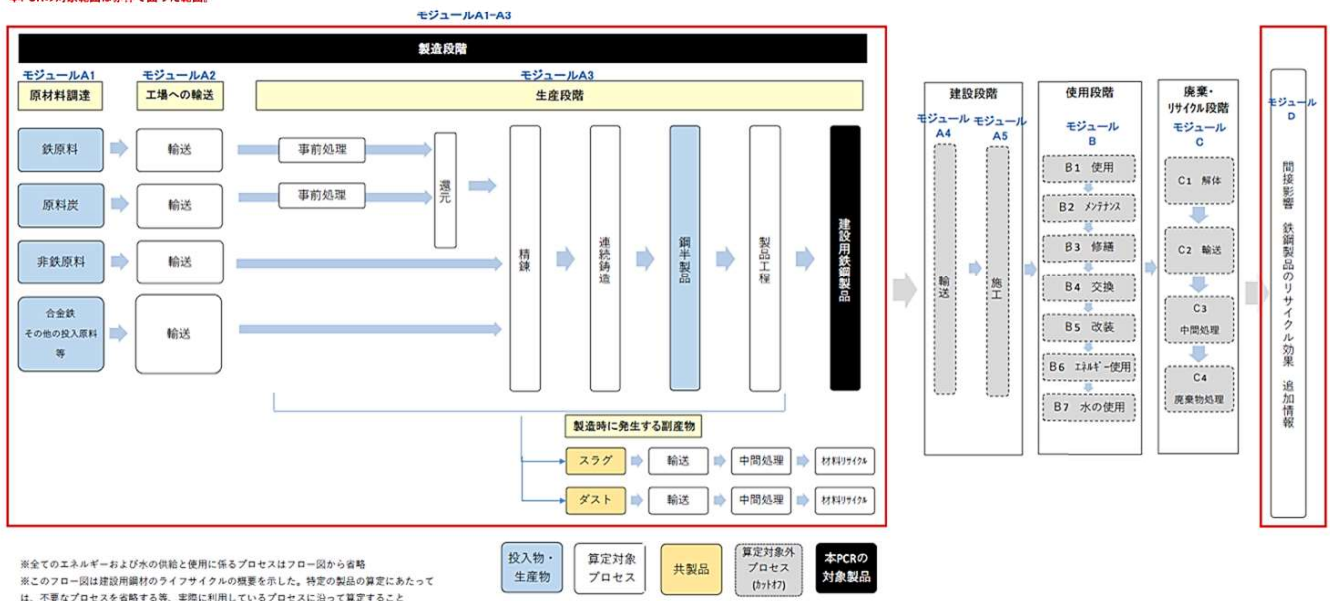 モジュールA1-A3
製造段階
モジュールA1
原材料調達
モジュールA2
工場への輸送
モジュールA3
生産段階
鉄原料
輸送
事前処理
原料炭
輸送
事前処理
還元
非鉄原料
輸送
合金鉄
その他の投入原料
等
輸送
精錬
連続鋳造
鋼半製品
製品工程
建設用鉄鋼製品
製造時に発生する副産物
スラグ
輸送
中間処理
材料リサイクル
ダスト
輸送
中間処理
材料リサイクル
建設段階
モジュール
A4
モジュール
A5
輸送
施工
使用段階
モジュール
B
B1 使用
B2 メンテナンス
B3 修繕
B4 交換
B5 改装
B6 エネルギー使用
B7 水の使用
廃棄・
リサイクル段階
モジュール
C
C1 解体
C2 輸送
C3
中間処理
C4
廃棄物処理
モジュール
D
間接影響 鉄鋼製品のリサイクル効果 追加情報
※全てのエネルギーおよび水の供給と使用に係るプロセスはフロー図から省略
※このフロー図は建設用鋼材のライフサイクルの概要を示した。特定の製品の算定にあたって
は、不要なプロセスを省略する等、実際に利用しているプロセスに沿って算定すること
投入物・
生産物
算定対象
プロセス
共製品
算定対象外
プロセス
(カットオフ)
本PCRの
対象製品